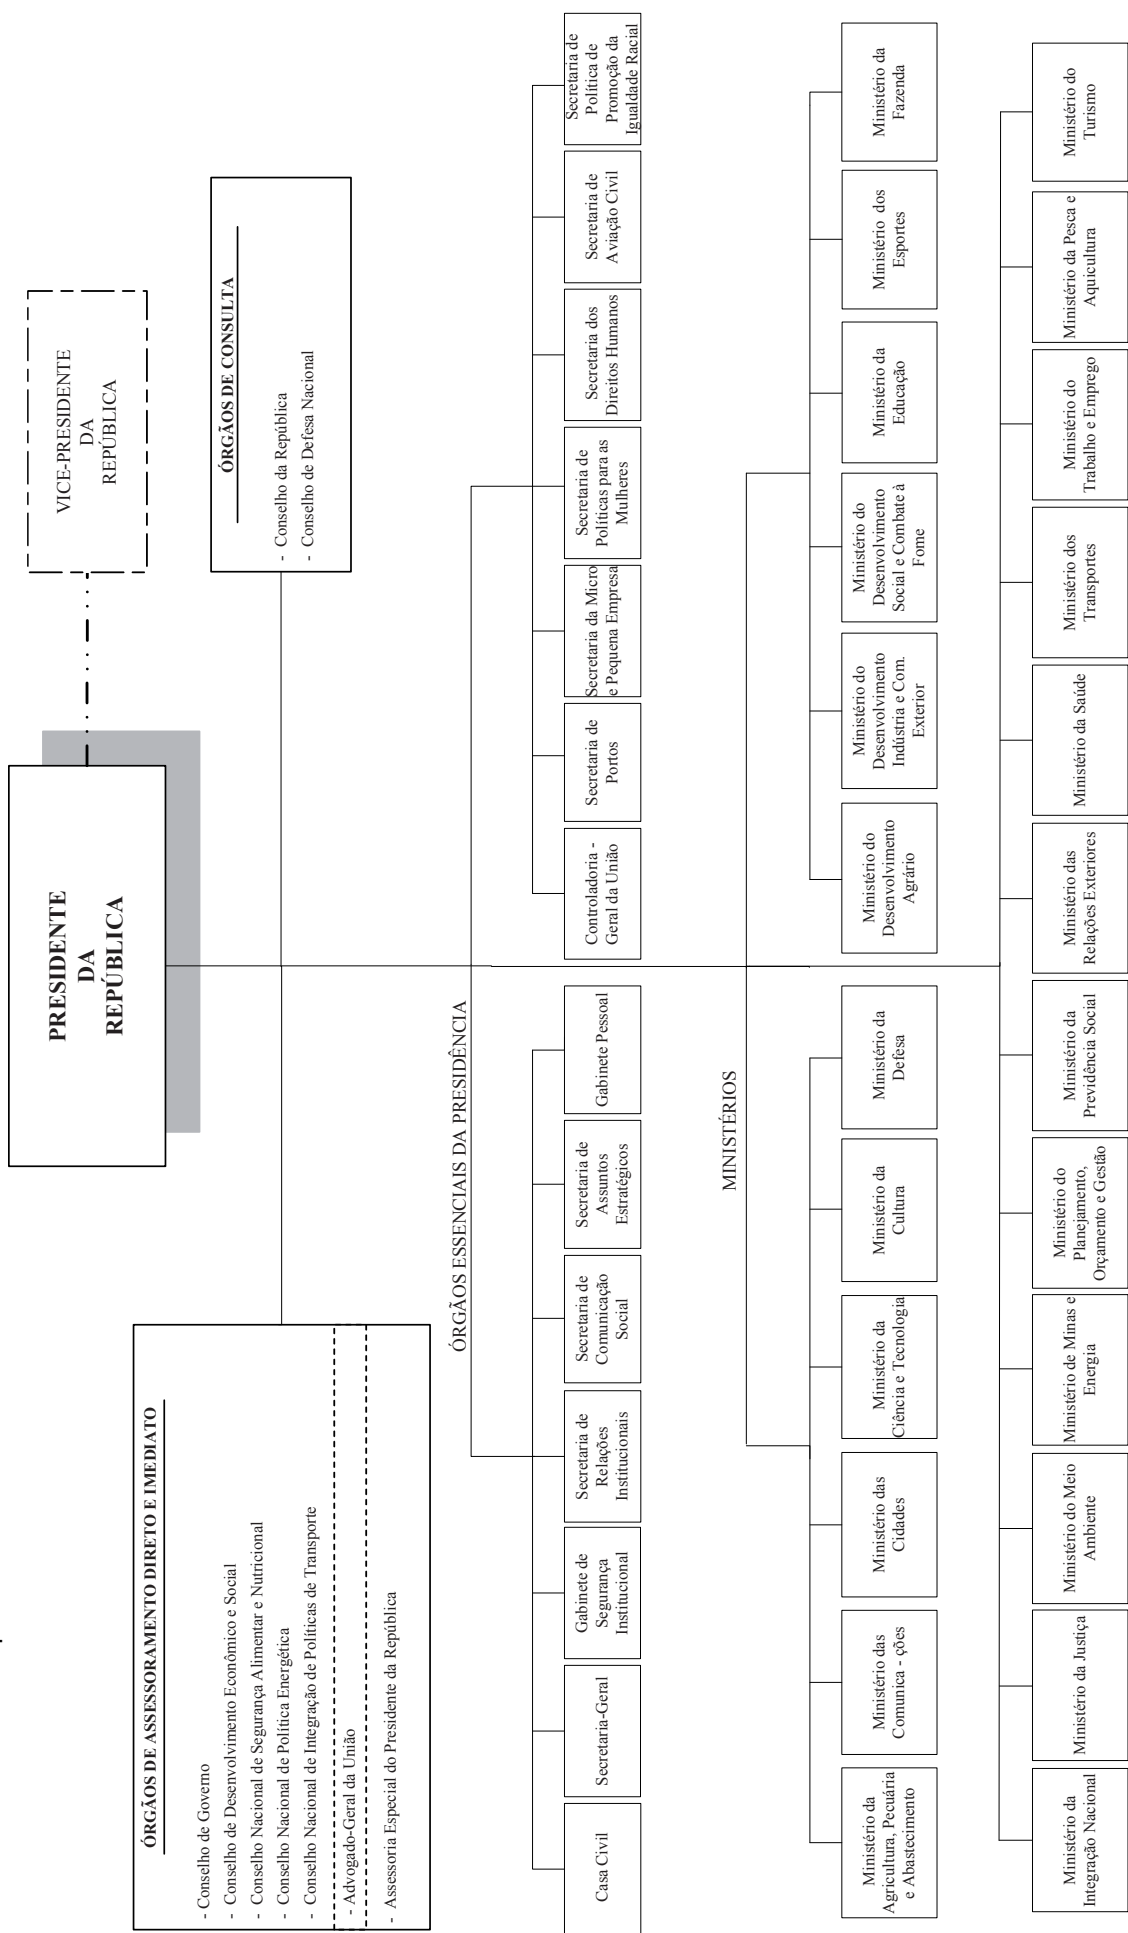 PRESIDENTE
DA
REPÚBLICA
VICE-PRESIDENTE
DA
REPÚBLICA
ÓRGÃOS DE ASSESSORAMENTO DIRETO E IMEDIATO
- Conselho de Governo
- Conselho de Desenvolvimento Econômico e Social
- Conselho Nacional de Segurança Alimentar e Nutricional
- Conselho Nacional de Política Energética
- Conselho Nacional de Integração de Políticas de Transporte
- Advogado-Geral da União
- Assessoria Especial do Presidente da República
ÓRGÃOS DE CONSULTA
- Conselho da República
- Conselho de Defesa Nacional
ÓRGÃOS ESSENCIAIS DA PRESIDÊNCIA
Casa Civil
Secretaria-Geral
Gabinete de
Segurança
Institucional
Secretaria de
Relações
Institucionais
Secretaria de
Comunicação
Social
Secretaria de
Assuntos
Estratégicos
Gabinete Pessoal
Controladoria -
Geral da União
Secretaria de
Portos
Secretaria da Micro
e Pequena Empresa
Secretaria de
Políticas para as
Mulheres
Secretaria dos
Direitos Humanos
Secretaria de
Aviação Civil
Secretaria de
Política de
Promoção da
Igualdade Racial
MINISTÉRIOS
Ministério da
Agricultura, Pecuária
e Abastecimento
Ministério das
Comunica - ções
Ministério das
Cidades
Ministério da
Ciência e Tecnologia
Ministério da
Cultura
Ministério da
Defesa
Ministério do
Desenvolvimento
Agrário
Ministério do
Desenvolvimento
Indústria e Com.
Exterior
Ministério do
Desenvolvimento
Social e Combate à
Fome
Ministério da
Educação
Ministério dos
Esportes
Ministério da
Fazenda
Ministério da
Integração Nacional
Ministério da Justiça
Ministério do Meio
Ambiente
Ministério de Minas e
Energia
Ministério do
Planejamento,
Orçamento e Gestão
Ministério da
Previdência Social
Ministério das
Relações Exteriores
Ministério da Saúde
Ministério dos
Transportes
Ministério do
Trabalho e Emprego
Ministério da Pesca e
Aquicultura
Ministério do
Turismo